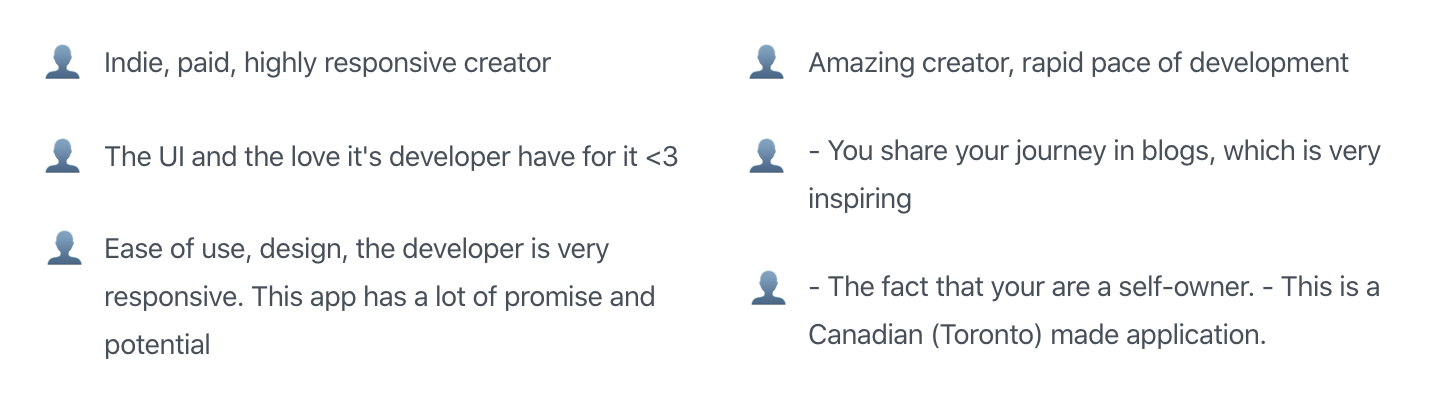 Indie, paid, highly responsive creator
The UI and the love it's developer have for it <3
Ease of use, design, the developer is very
responsive. This app has a lot of promise and
potential
Amazing creator, rapid pace of development
- You share your journey in blogs, which is very
inspiring
- The fact that your are a self-owner. - This is a
Canadian (Toronto) made application.